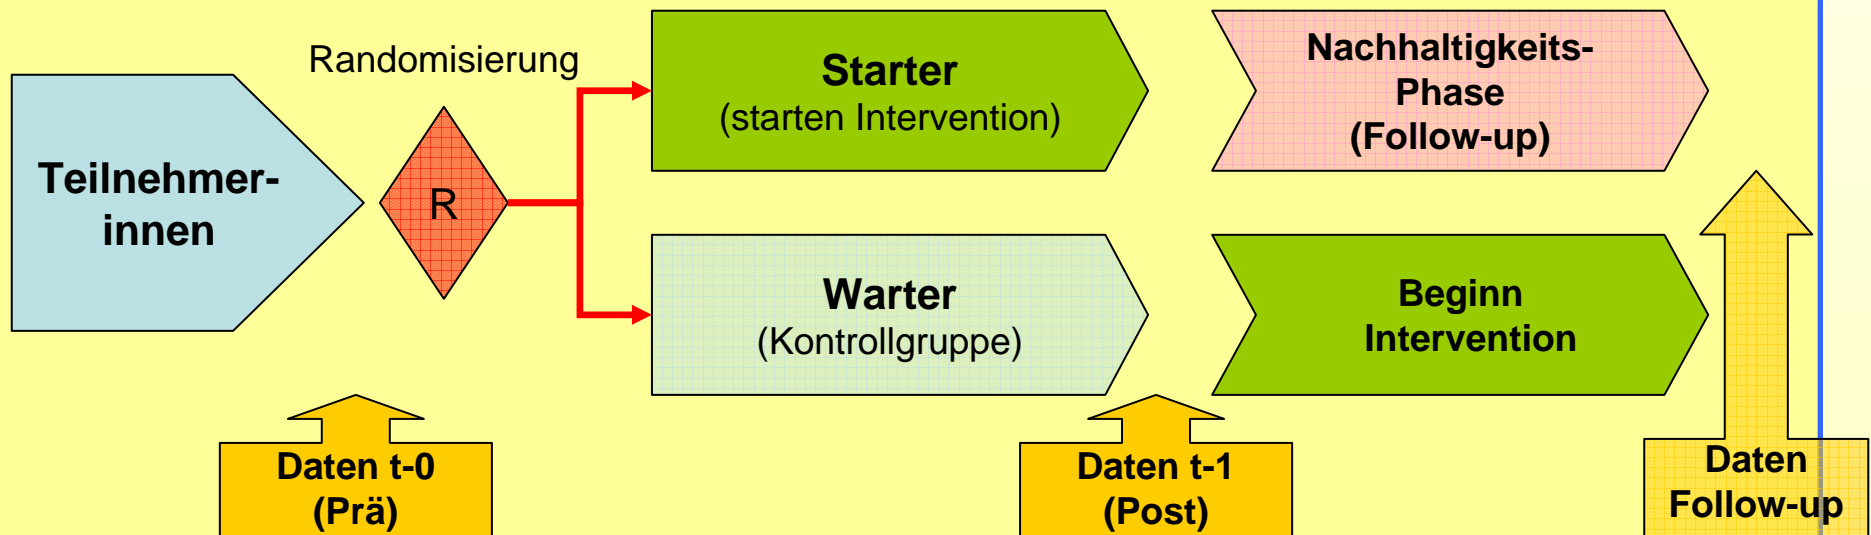 Randomisierung
Teilnehmer-
innen
R
Starter
(starten Intervention)
Nachhaltigkeits-
Phase
(Follow-up)
Warter
(Kontrollgruppe)
Beginn
Intervention
Daten t-0
(Prä)
Daten t-1
(Post)
Daten
Follow-up